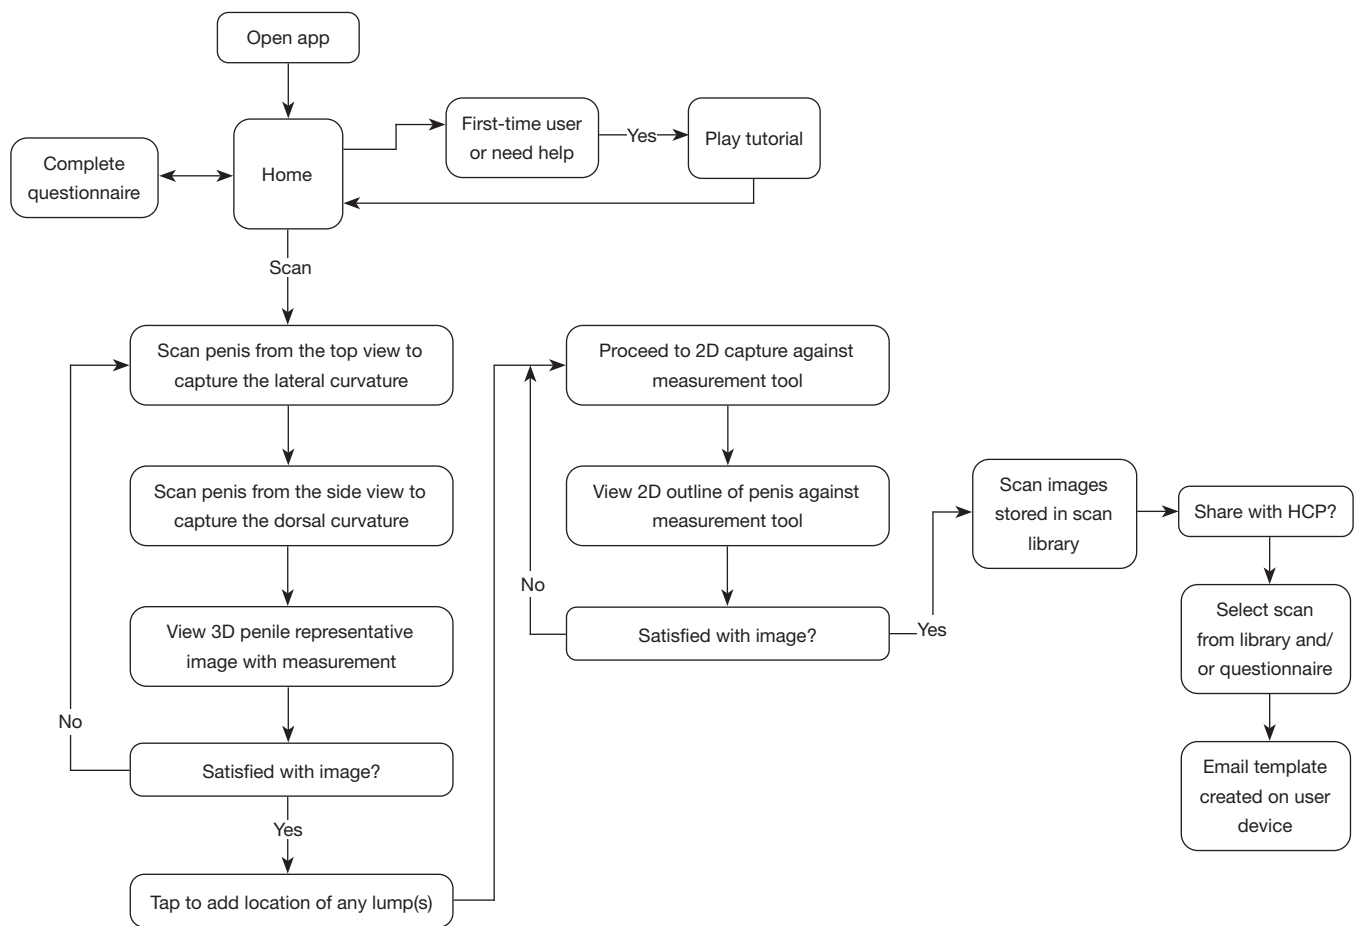 Open app
First-time user
or need help
Yes
Play tutorial
Complete
questionnaire
Home
Scan
Scan penis from the top view to
capture the lateral curvature
Scan penis from the side view to
capture the dorsal curvature
View 3D penile representative
image with measurement
No
Satisfied with image?
Yes
Tap to add location of any lump(s)
Proceed to 2D capture against
measurement tool
View 2D outline of penis against
measurement tool
No
Satisfied with image?
Yes
Scan images
stored in scan
library
Share with HCP?
Select scan
from library and/
or questionnaire
Email template
created on user
device